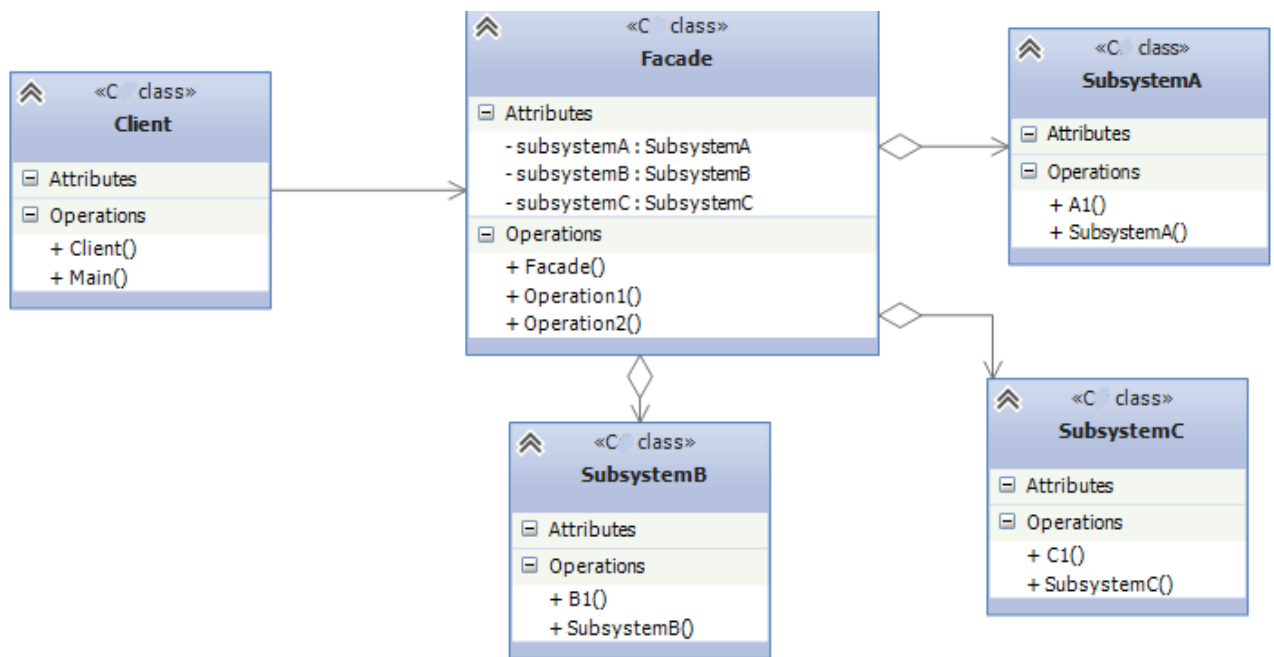 «C class»
Client
Attributes
Operations
+ Client()
+ Main()
«C class»
Facade
Attributes
- subsystemA : SubsystemA
- subsystemB : SubsystemB
- subsystemC : SubsystemC
Operations
+ Facade()
+ Operation1()
+ Operation2()
«C class»
SubsystemA
Attributes
Operations
+ A1()
+ SubsystemA()
«C class»
SubsystemB
Attributes
Operations
+ B1()
+ SubsystemB()
«C class»
SubsystemC
Attributes
Operations
+ C1()
+ SubsystemC()